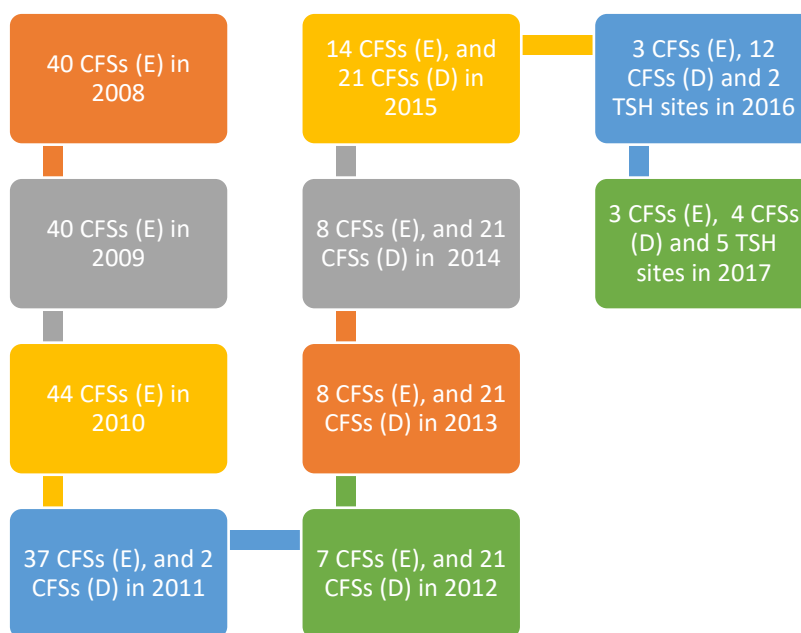 40 CFSs (E) in
2008
40 CFSs (E) in
2009
44 CFSs (E) in
2010
37 CFSs (E), and 2
CFSs (D) in 2011
7 CFSs (E), and 21
CFSs (D) in 2012
8 CFSs (E), and 21
CFSs (D) in 2013
8 CFSs (E), and 21
CFSs (D) in 2014
14 CFSs (E), and
21 CFSs (D) in
2015
3 CFSs (E), 12
CFSs (D) and 2
TSH sites in 2016
3 CFSs (E), 4 CFSs
(D) and 5 TSH
sites in 2017